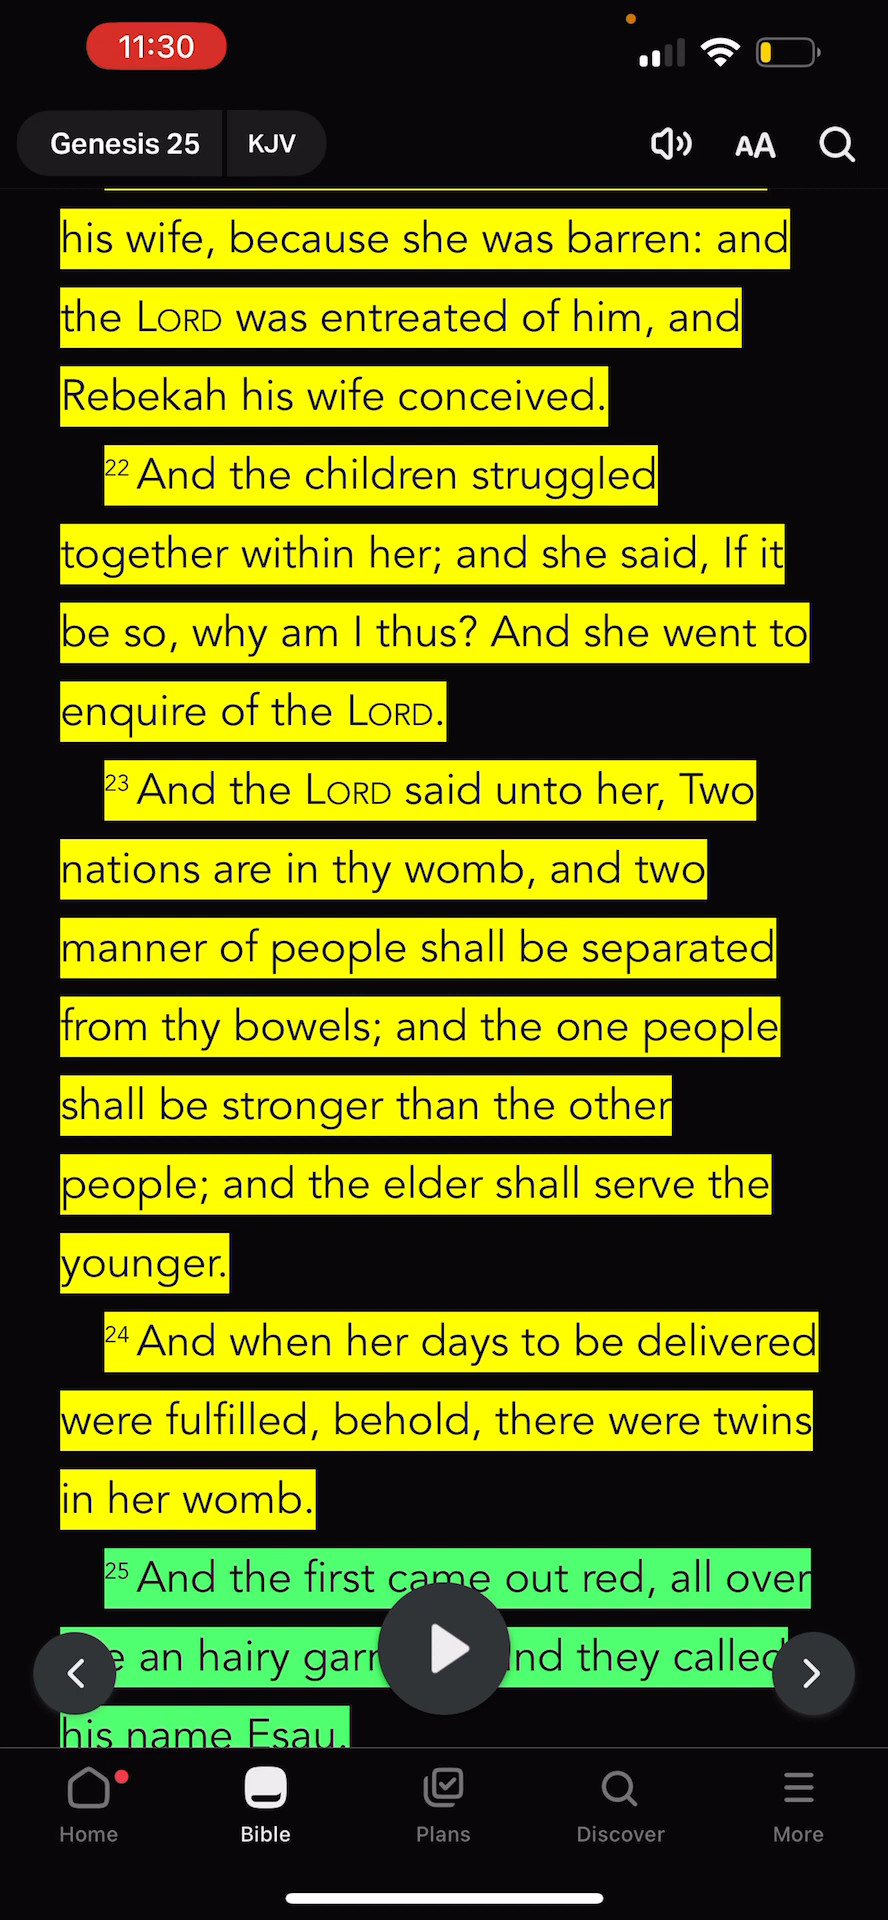 11:30
Genesis 25 KJV AA
his wife, because she was barren: and
the LORD was entreated of him, and
Rebekah his wife conceived.
22 And the children struggled
together within her; and she said, If it
be so, why am I thus? And she went to
enquire of the LORD.
23 And the LORD said unto her, Two
nations are in thy womb, and two
manner of people shall be separated
from thy bowels; and the one people
shall be stronger than the other
people; and the elder shall serve the
younger.
24 And when her days to be delivered
were fulfilled, behold, there were twins
in her womb.
25 And the first came out red, all over
an hairy and they called
his name Esau.
Home Bible Plans Discover More